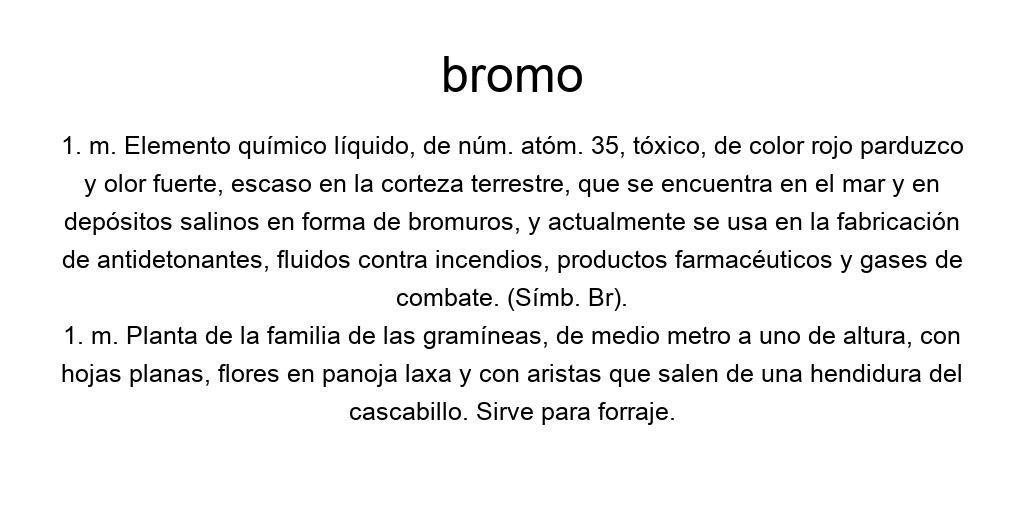 bromo
1. m. Elemento químico líquido, de núm. atóm. 35, tóxico, de color rojo parduzco
y olor fuerte, escaso en la corteza terrestre, que se encuentra en el mar y en
depósitos salinos en forma de bromuros, y actualmente se usa en la fabricación
de antidetonantes, fluidos contra incendios, productos farmacéuticos y gases de
combate. (Símb. Br).
1. m. Planta de la familia de las gramíneas, de medio metro a uno de altura, con
hojas planas, flores en panoja laxa y con aristas que salen de una hendidura del
cascabillo. Sirve para forraje.